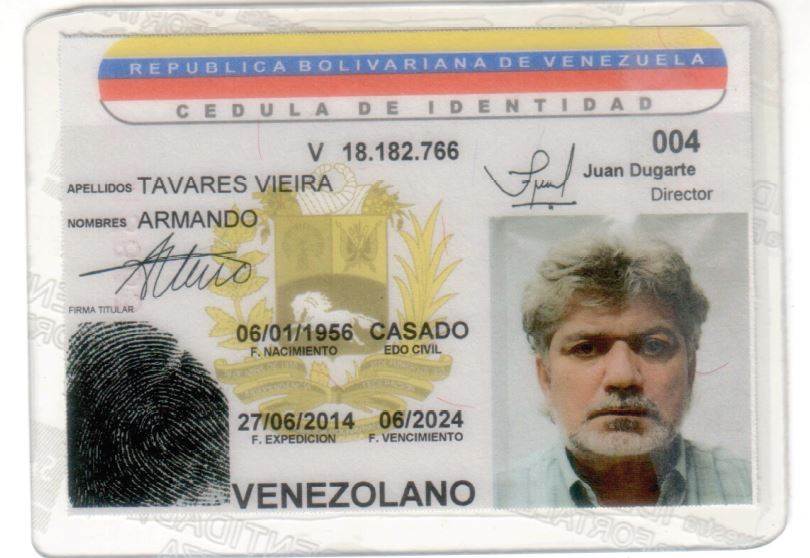 REPUBLICA BOLIVARIANA DE VENEZUELA
CEDULA DE IDENTIDAD
V 18.182.766
004
Juan Dugarte
Director
APELLIDOS TAVARES VIEIRA
NOMBRES ARMANDO
FIRMA TITULAR
06/01/1956 CASADO
F. NACIMIENTO EDO CIVIL
27/06/2014 06/2024
F. EXPEDICION F. VENCIMIENTO
VENEZOLANO